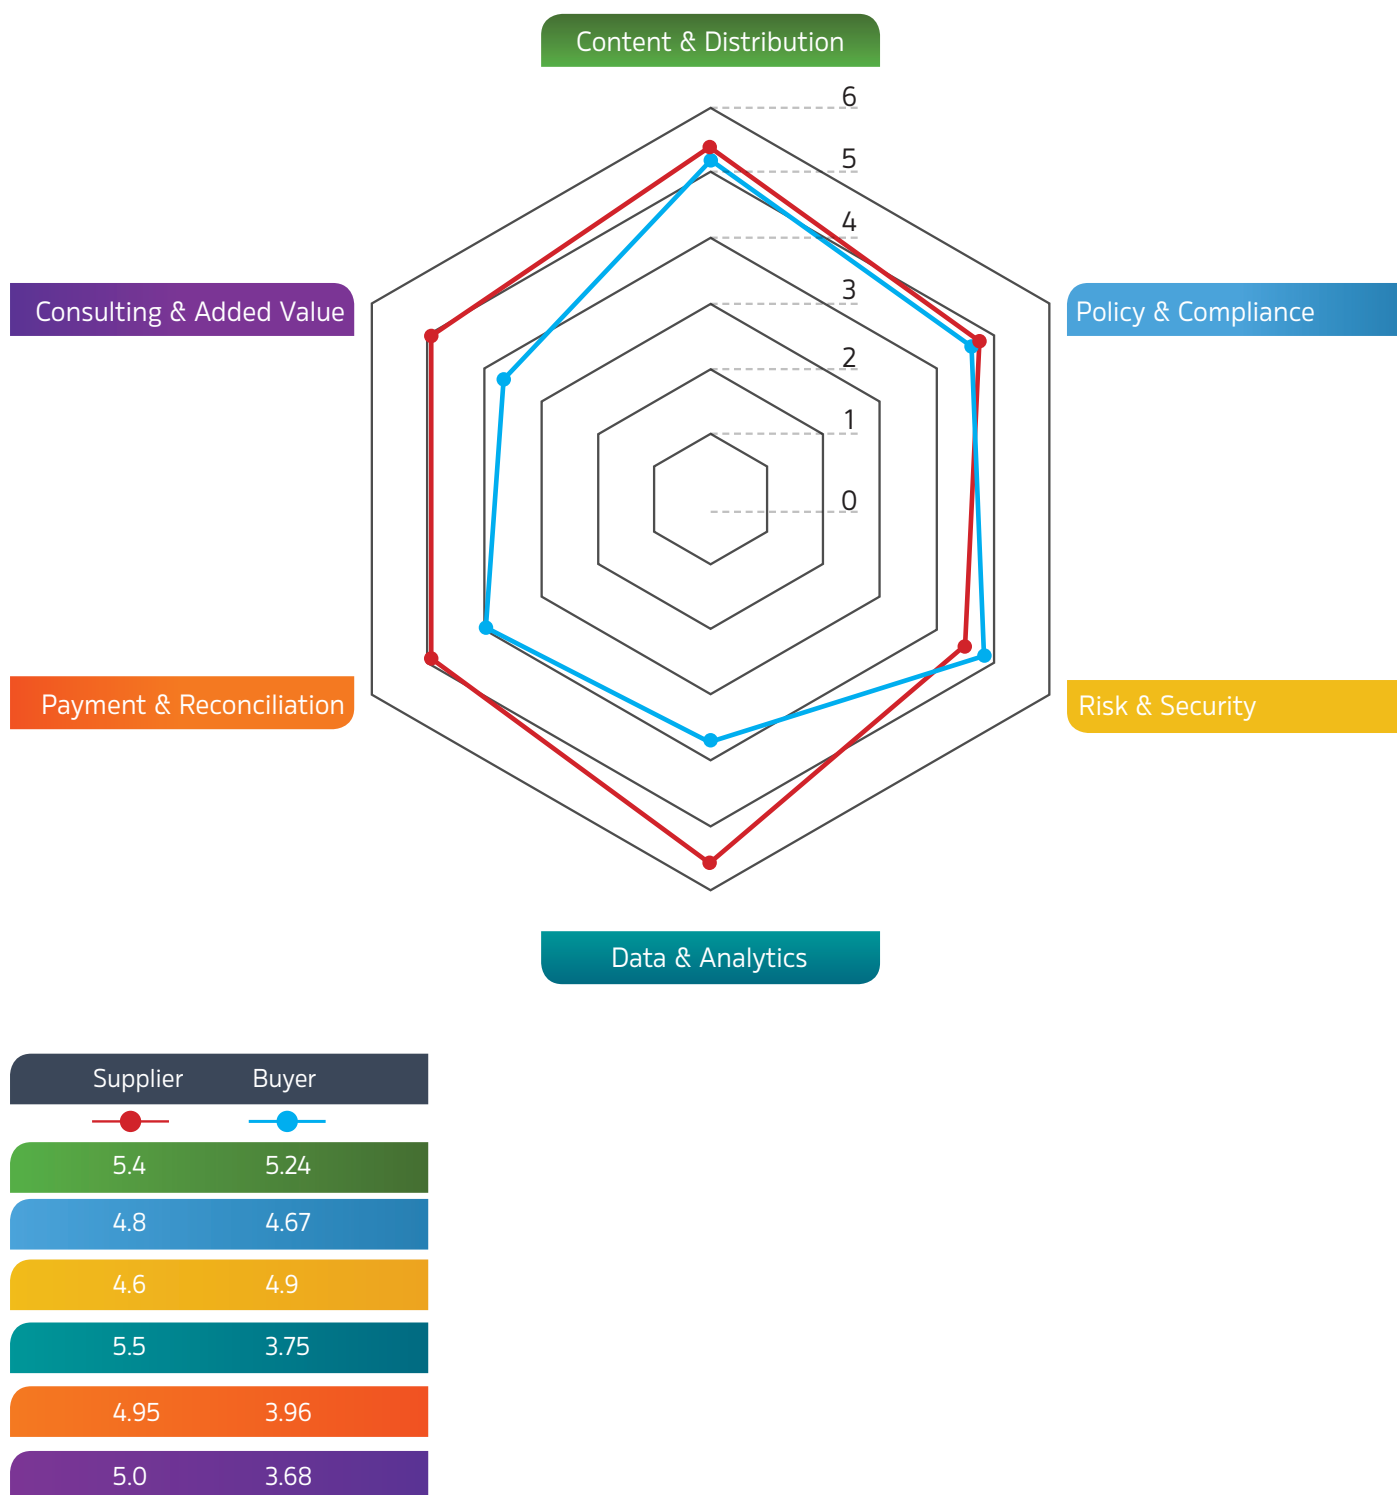 Content & Distribution
6
5
4
3
2
1
0
Consulting & Added Value
Policy & Compliance
Payment & Reconciliation
Risk & Security
Data & Analytics
Supplier Buyer
5.4 5.24
4.8 4.67
4.6 4.9
5.5 3.75
4.95 3.96
5.0 3.68